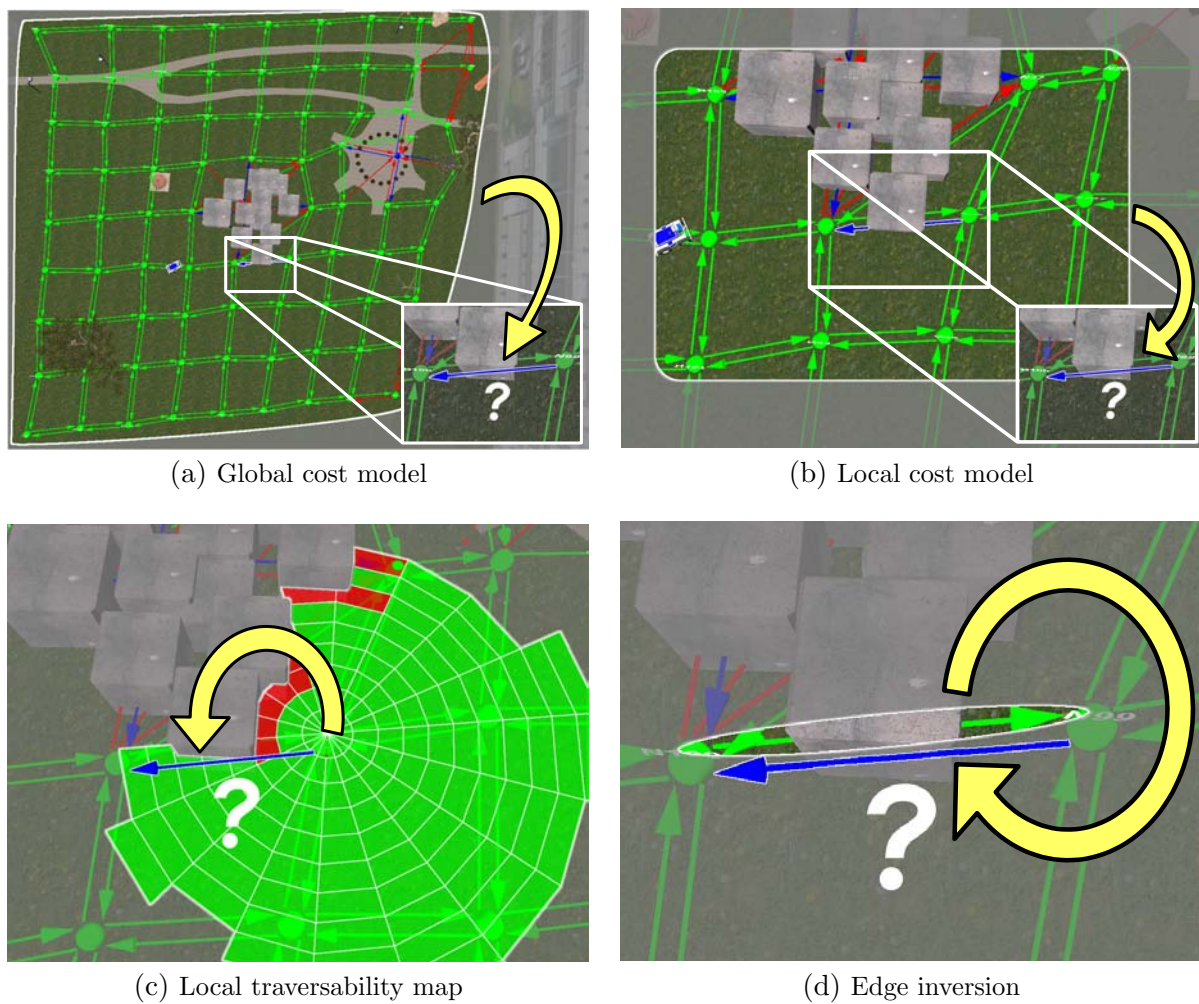 ?
?
(a) Global cost model
(b) Local cost model
?
?
(c) Local traversability map
(d) Edge inversion